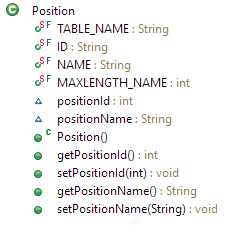 C Position
S F TABLE_NAME : String
S F ID : String
S F NAME : String
S F MAXLENGTH_NAME : int
positionId : int
positionName : String
C Position()
getPositionId() : int
setPositionId(int) : void
getPositionName() : String
setPositionName(String) : void